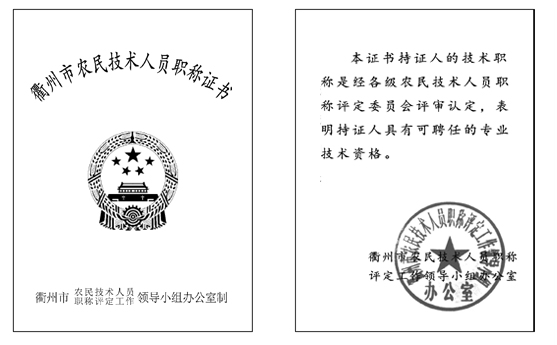 衢州市农民技术人员职称证书
衢州市 农民技术人员 领导小组办公室制
职称评定工作
本证书持证人的技术职
称是经各级农民技术人员职
称评定委员会评审认定，表
明持证人具有可聘任的专业
技术资格。
衢州市农民技术人员职称
评定工作领导小组办公室
办公室